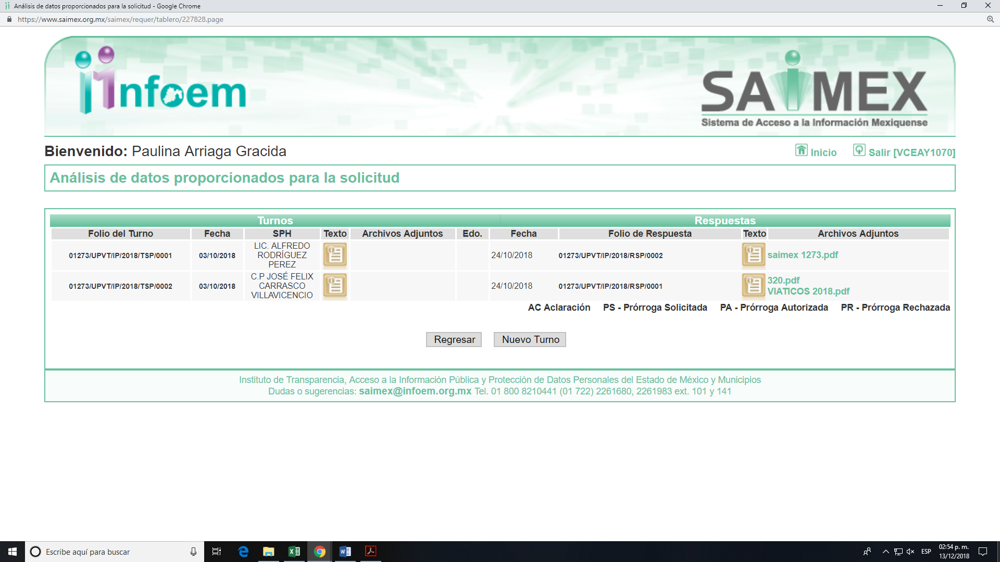 Análisis de datos proporcionados para la solicitud - Google Chrome
https://www.saimex.org.mx/saimex/requer/tablero/227828.page
infoem
SAIMEX
Sistema de Acceso a la Información Mexiquense
Bienvenido: Paulina Arriaga Gracida
Inicio Salir [VCEAY1070]
Análisis de datos proporcionados para la solicitud
Turnos Respuestas
Folio del Turno Fecha SPH Texto Archivos Adjuntos Edo. Fecha Folio de Respuesta Texto Archivos Adjuntos
LIC. ALFREDO
RODRÍGUEZ
PEREZ
01273/UPVT/IP/2018/TSP/0001 03/10/2018 24/10/2018 01273/UPVT/IP/2018/RSP/0002 saimex 1273.pdf
C.P JOSÉ FELIX
CARRASCO
VILLAVICENCIO
01273/UPVT/IP/2018/TSP/0002 03/10/2018 24/10/2018 01273/UPVT/IP/2018/RSP/0001 320.pdf
VIATICOS 2018.pdf
AC Aclaración PS - Prórroga Solicitada PA - Prórroga Autorizada PR - Prórroga Rechazada
Regresar Nuevo Turno
Instituto de Transparencia, Acceso a la Información Pública y Protección de Datos Personales del Estado de México y Municipios
Dudas o sugerencias: saimex@infoem.org.mx Tel. 01 800 8210441 (01 722) 2261680, 2261983 ext. 101 y 141
Escribe aquí para buscar
ESP
02:54 p. m.
13/12/2018